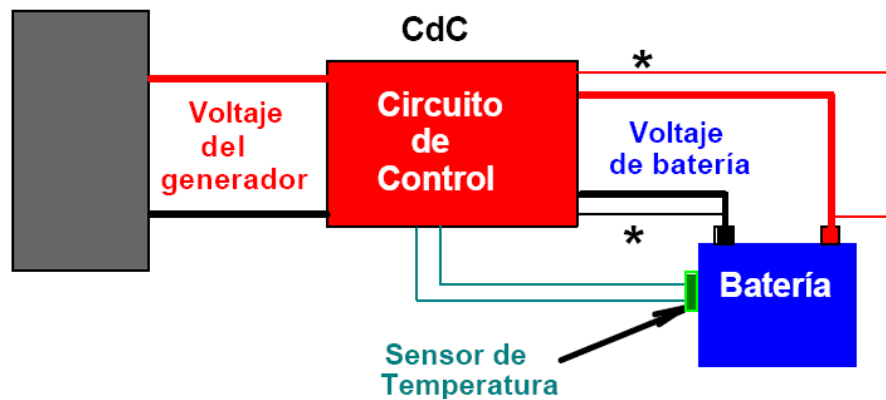 CdC
*
Voltaje
del
generador
Circuito
de
Control
Voltaje
de batería
*
Batería
Sensor de
Temperatura